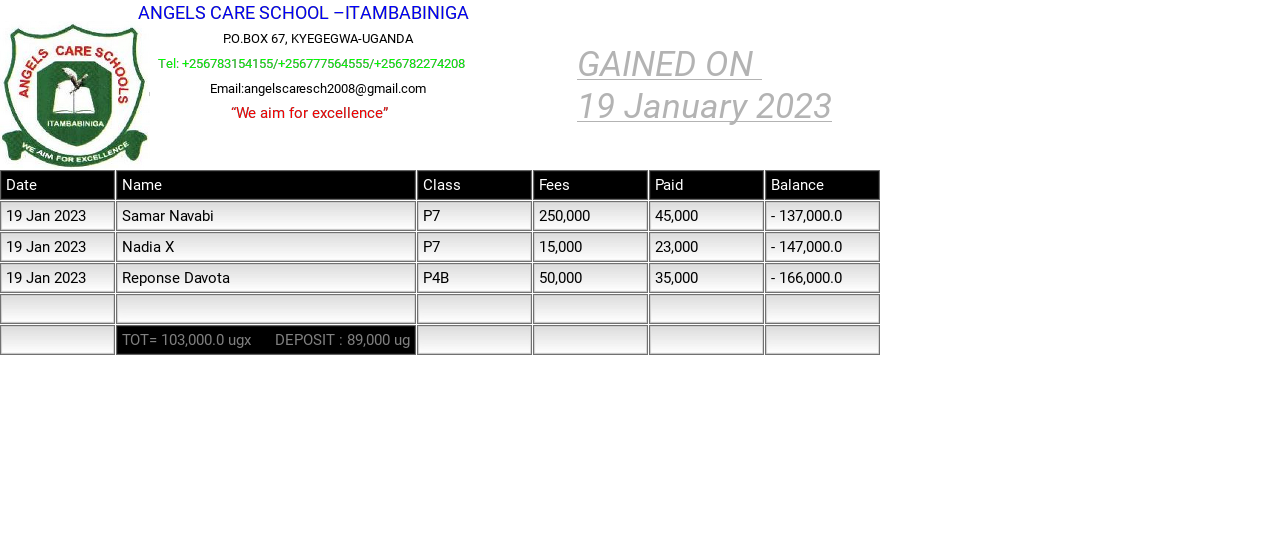 ANGELS CARE SCHOOL –ITAMBABINIGA
P.O.BOX 67, KYEGEGWA-UGANDA
Tel: +256783154155/+256777564555/+256782274208
Email:angelscaresch2008@gmail.com
“We aim for excellence”
ANGELS CARE SCHOOLS
ITAMBABINIGA
WE AIM FOR EXCELLENCE
GAINED ON
19 January 2023
Date Name Class Fees Paid Balance
19 Jan 2023 Samar Navabi P7 250,000 45,000 - 137,000.0
19 Jan 2023 Nadia X P7 15,000 23,000 - 147,000.0
19 Jan 2023 Reponse Davota P4B 50,000 35,000 - 166,000.0
TOT= 103,000.0 ugx DEPOSIT : 89,000 ug